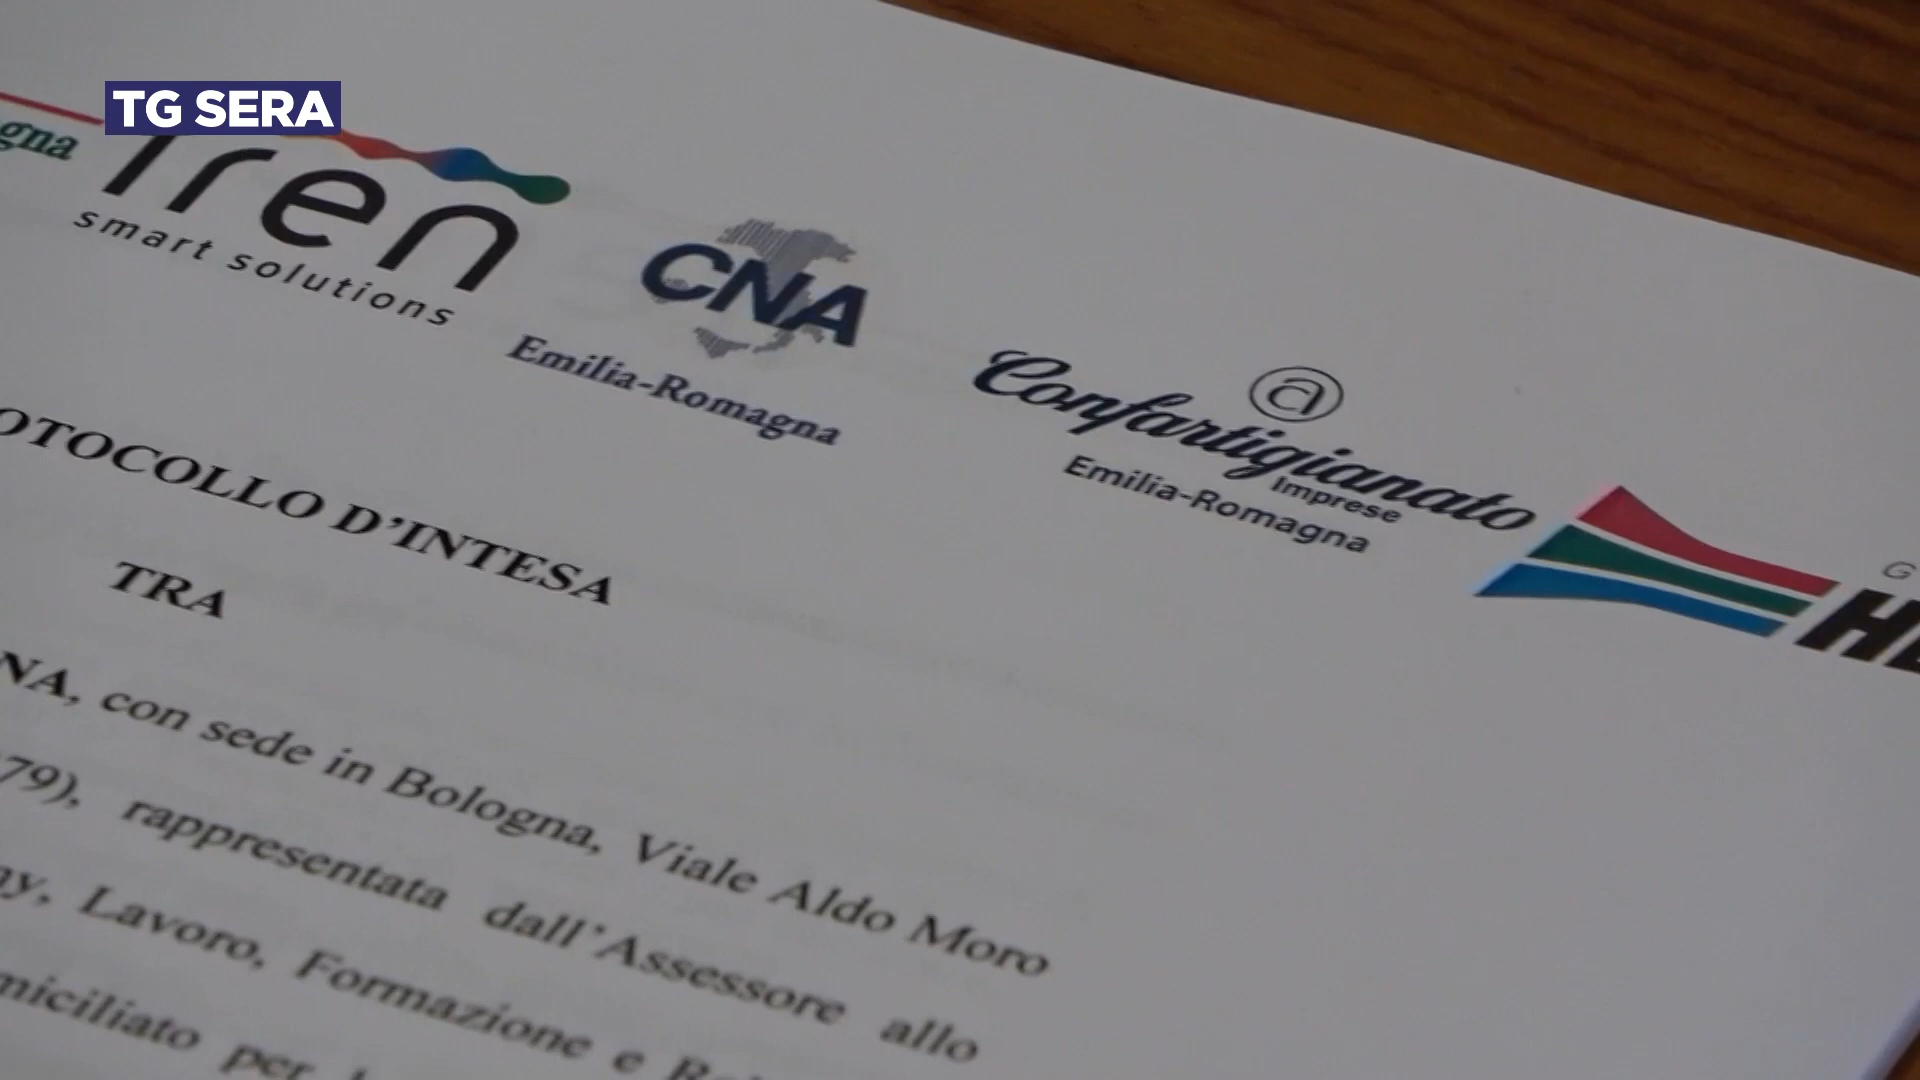 TG SERA
gna
Iren
smart solutions
CNA
Emilia-Romagna
Confartigianato
Imprese
Emilia-Romagna
G
HE
OTOCOLLO D'INTESA
TRA
NA, con sede in Bologna, Viale Aldo Moro
79), rappresentata dall'Assessore allo
ny, Lavoro, Formazione e
miciliato per